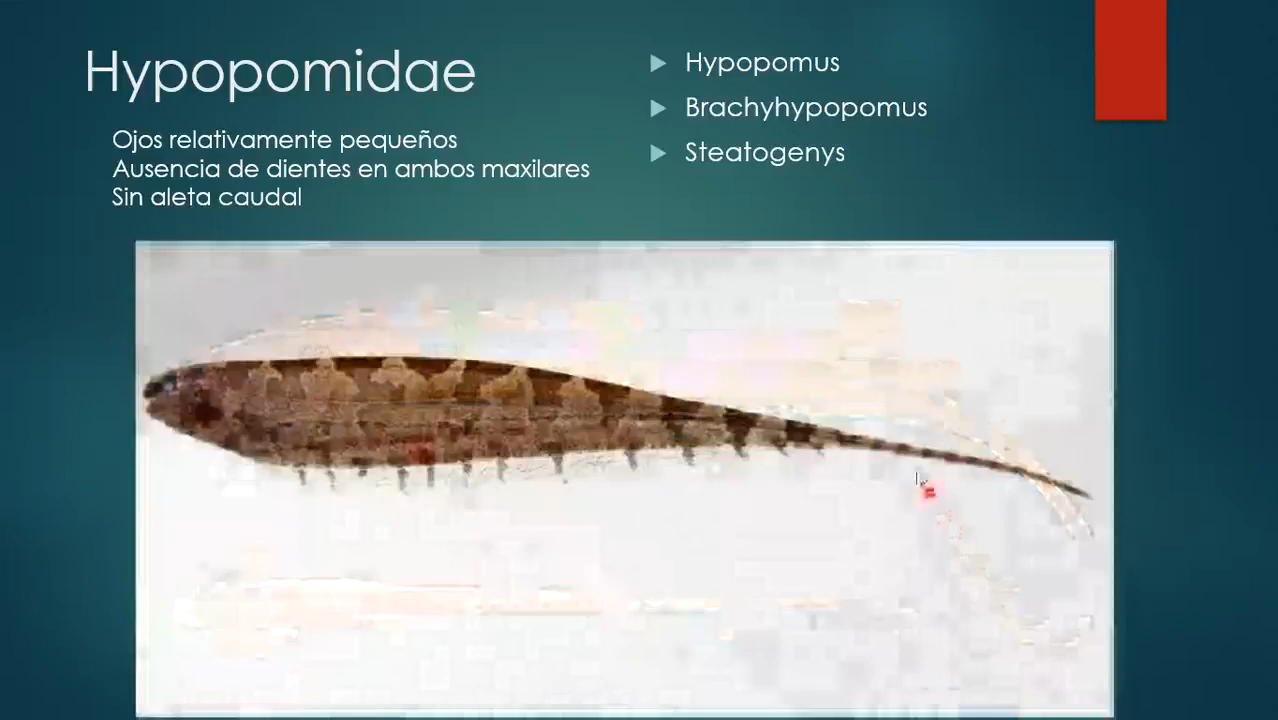 Hypopomidae
Ojos relativamente pequeños
Ausencia de dientes en ambos maxilares
Sin aleta caudal
Hypopomus
Brachyhypopomus
Steatogenys